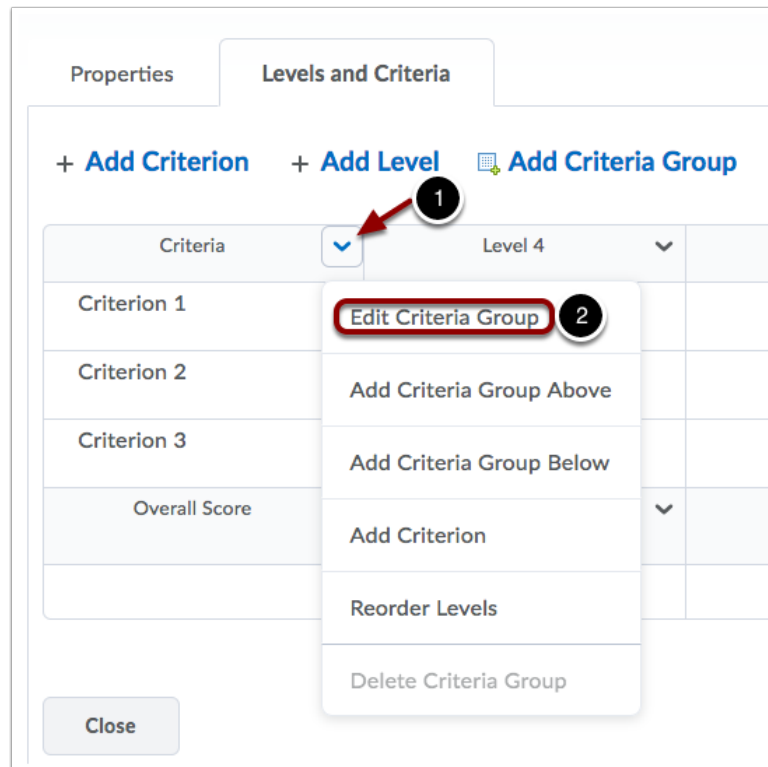 Properties Levels and Criteria
+ Add Criterion + Add Level Add Criteria Group
1
Criteria Level 4
Criterion 1
Edit Criteria Group 2
Criterion 2
Add Criteria Group Above
Criterion 3
Add Criteria Group Below
Overall Score
Add Criterion
Reorder Levels
Delete Criteria Group
Close